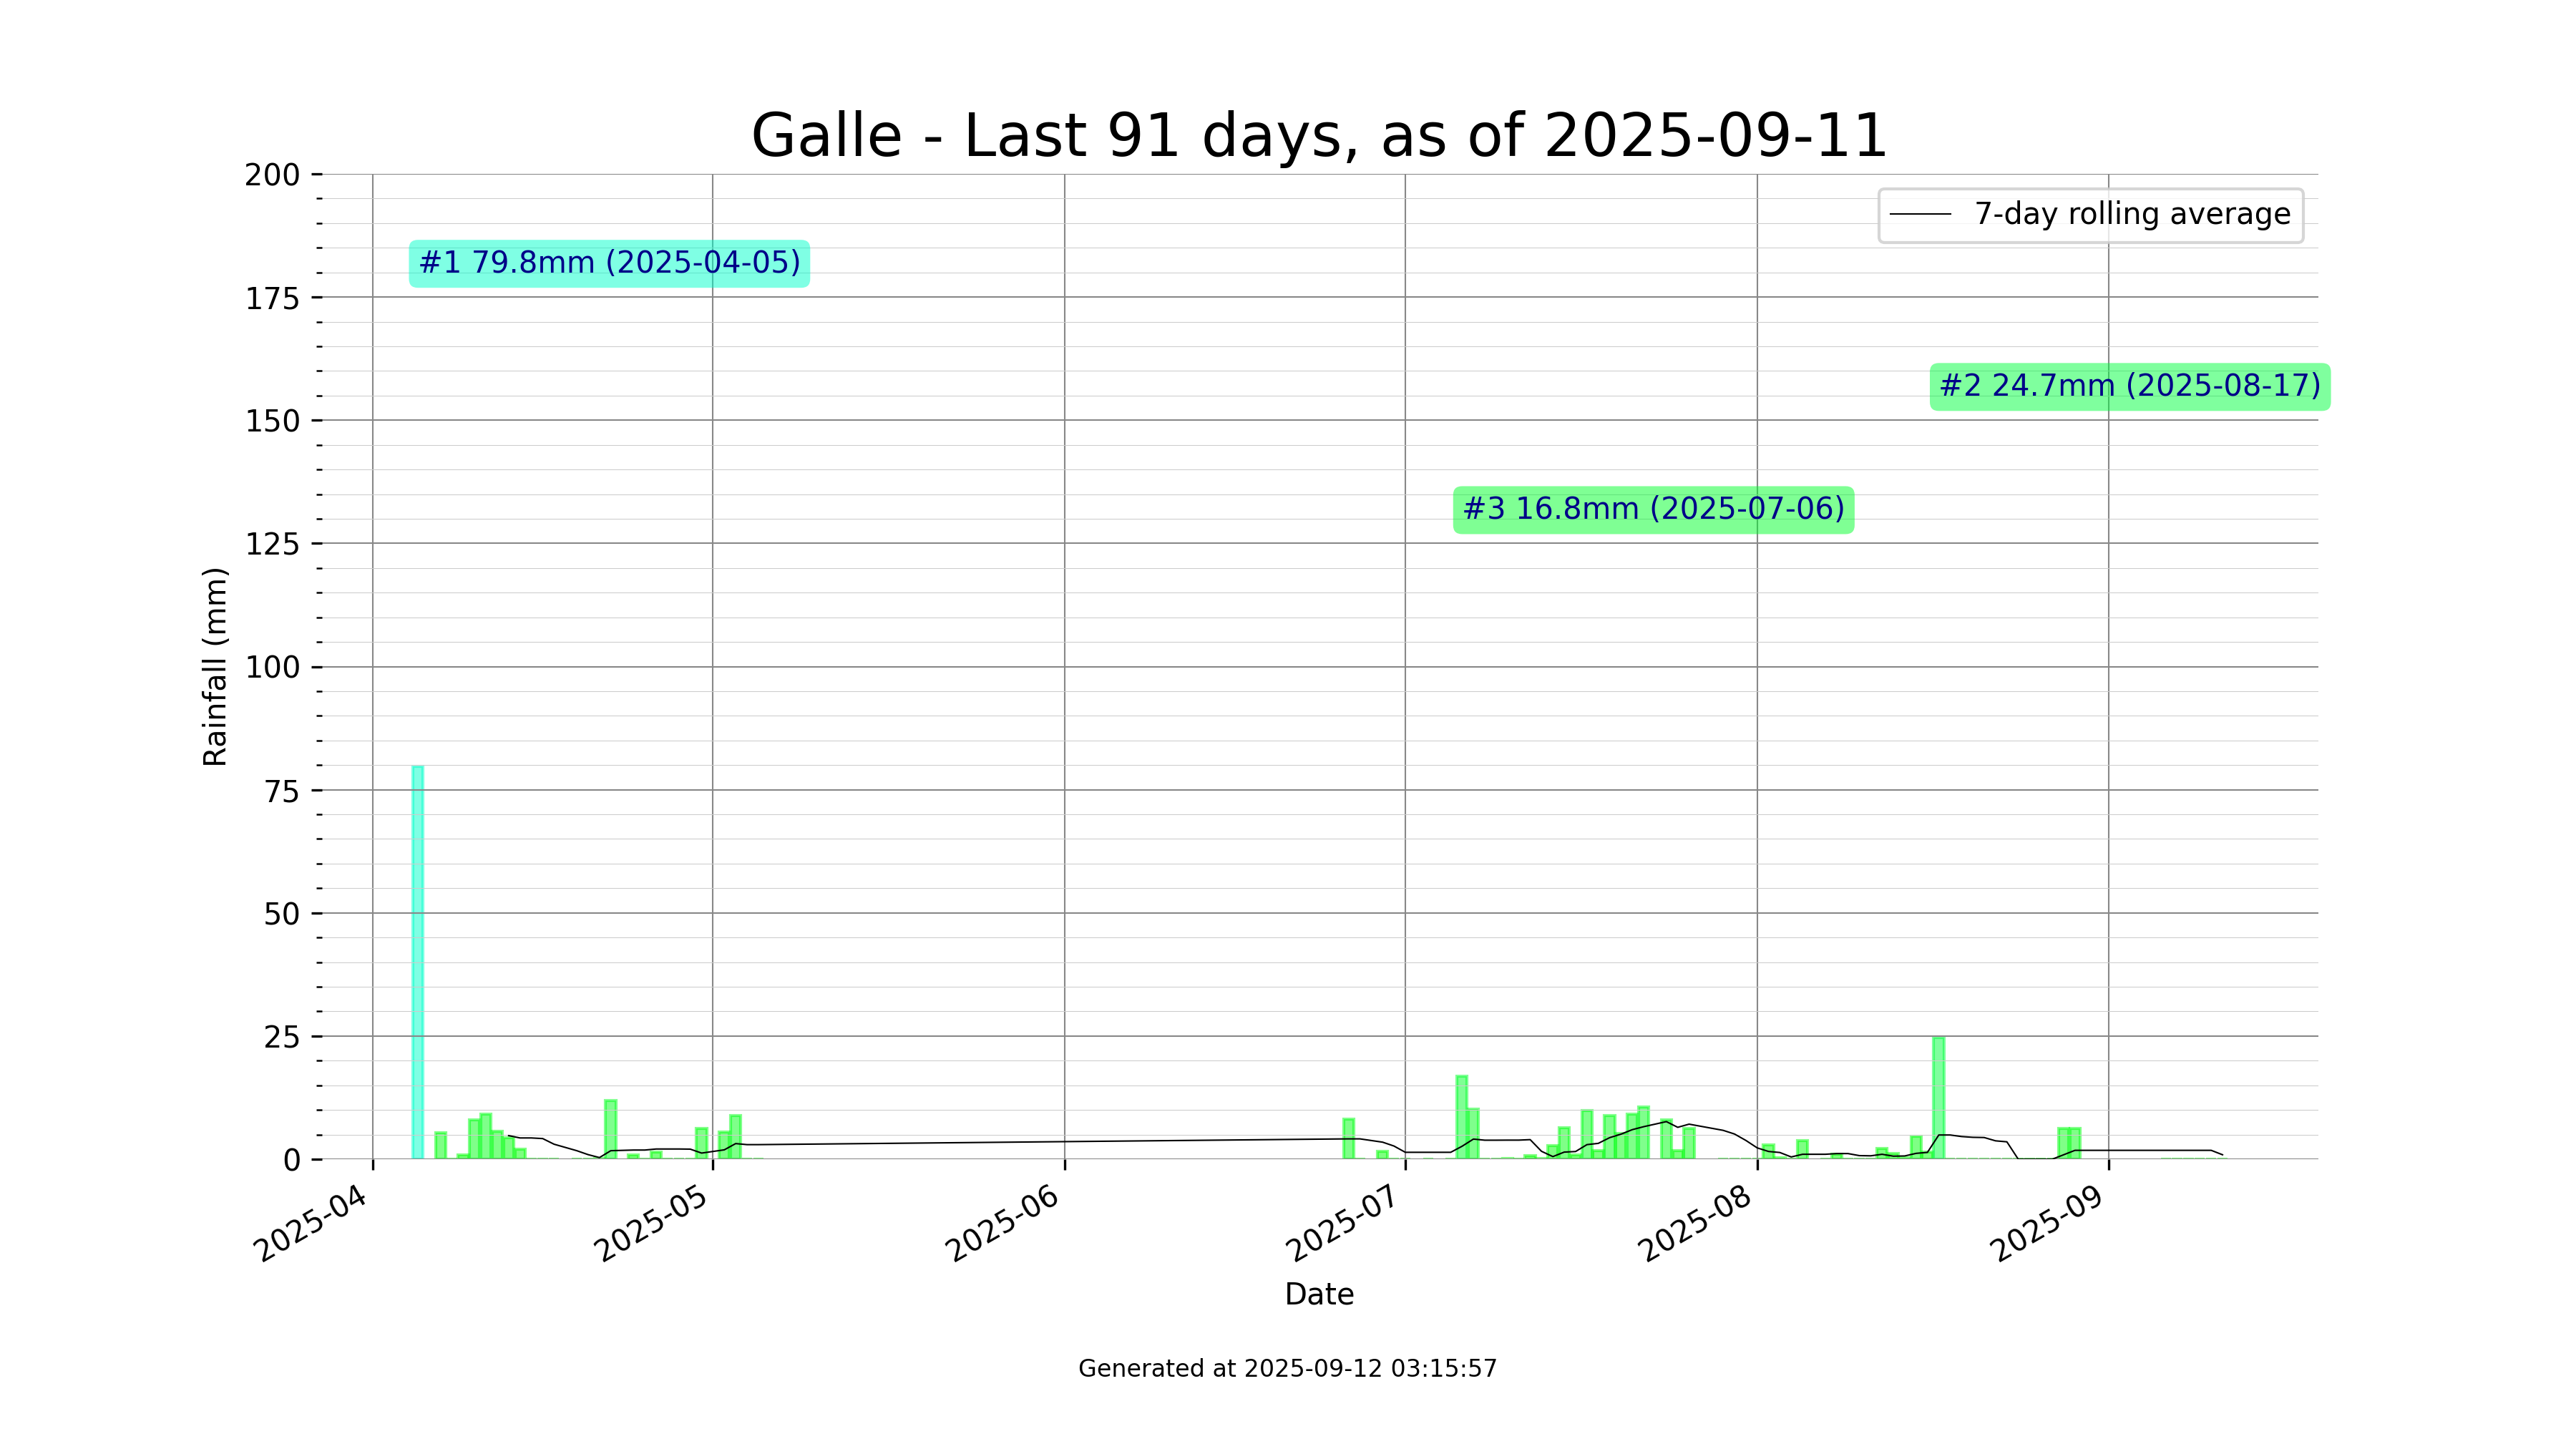 Galle - Last 91 days, as of 2025-09-11
7-day rolling average
#1 79.8mm (2025-04-05)
#2 24.7mm (2025-08-17)
#3 16.8mm (2025-07-06)
Rainfall (mm)
200
175
150
125
100
75
50
25
0
2025-04
2025-05
2025-06
2025-07
2025-08
2025-09
Date
Generated at 2025-09-12 03:15:57